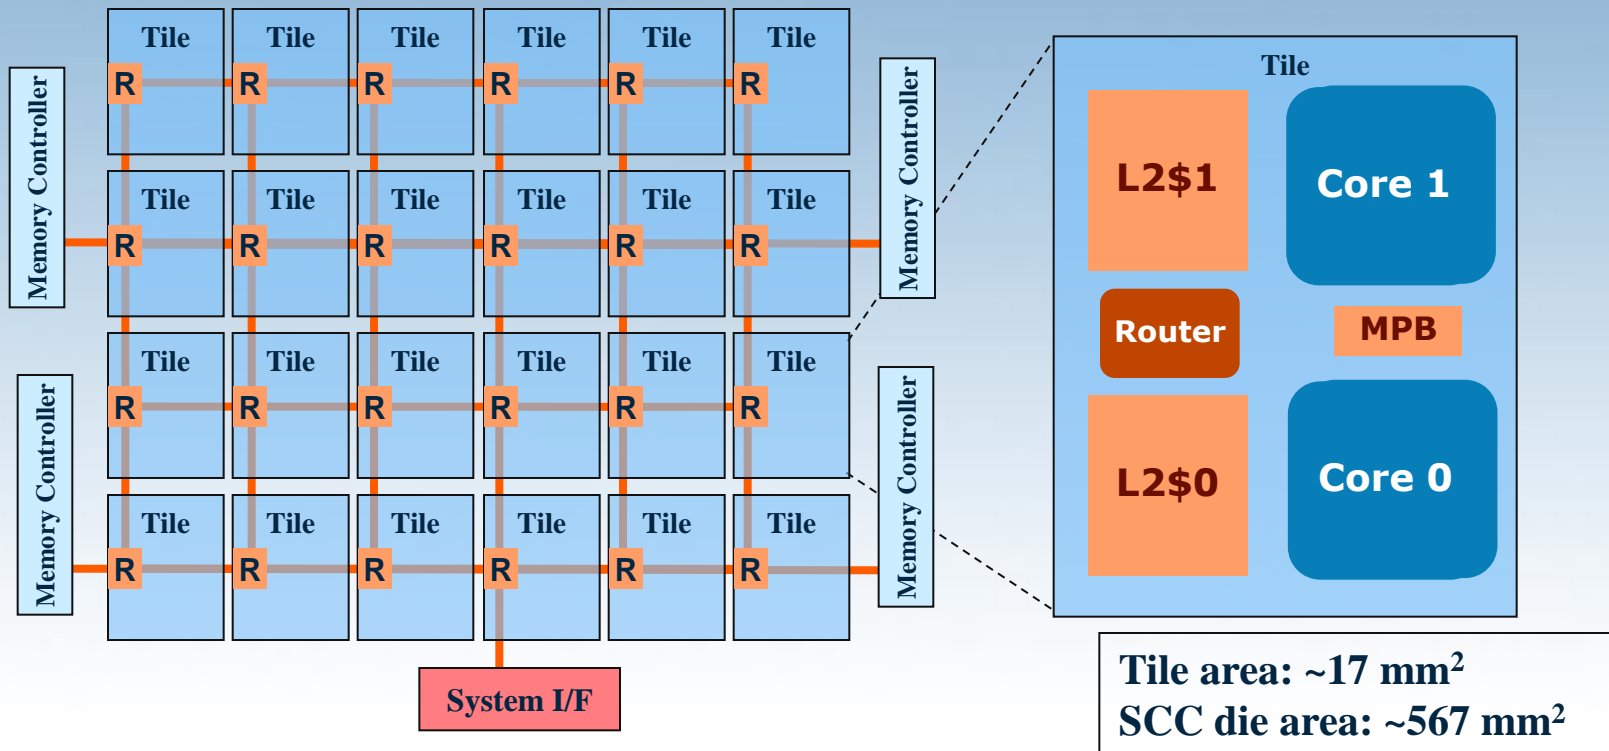 Tile Tile Tile Tile Tile Tile
R R R R R R
Memory Controller
Memory Controller
Tile Tile Tile Tile Tile Tile
R R R R R R
Tile Tile Tile Tile Tile Tile
R R R R R R
Memory Controller
Memory Controller
Tile Tile Tile Tile Tile Tile
R R R R R R
System I/F
Tile
L2$1
Core 1
Router
MPB
L2$0
Core 0
Tile area: ~17 mm²
SCC die area: ~567 mm²